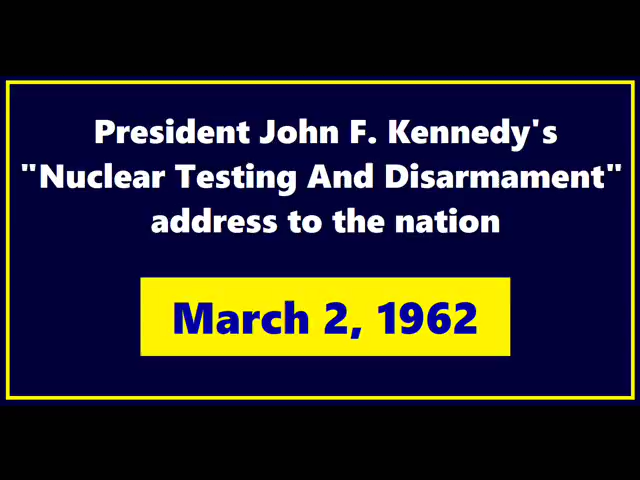 President John F. Kennedy's
"Nuclear Testing And Disarmament"
address to the nation
March 2, 1962